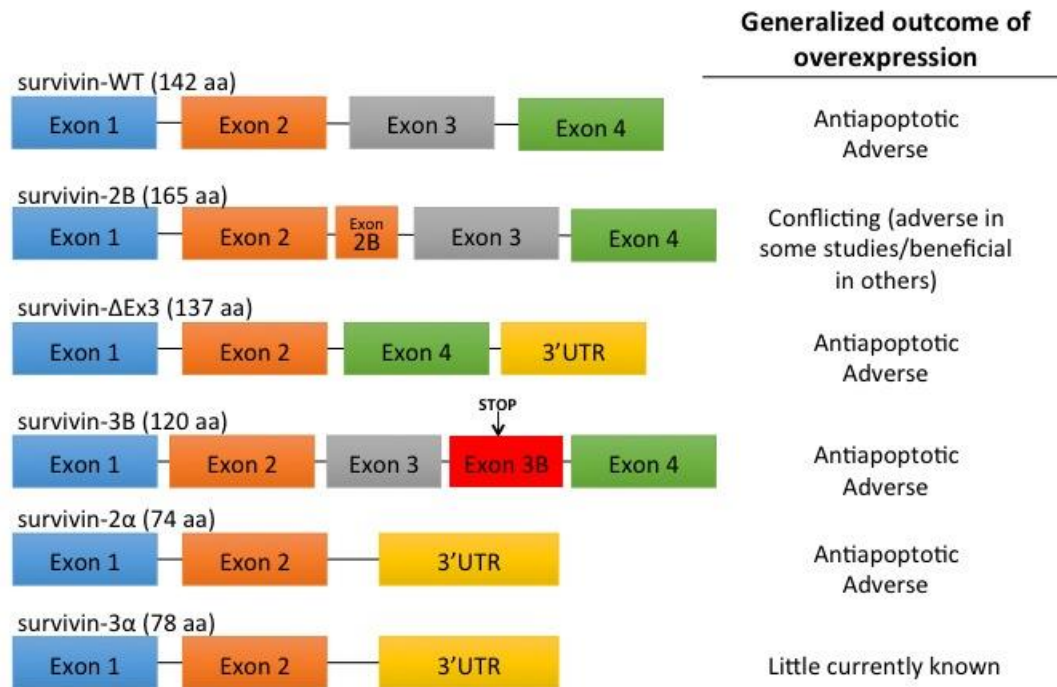 Generalized outcome of
overexpression
survivin-WT (142 aa)
Exon 1
Exon 2
Exon 3
Exon 4
Antiapoptotic
Adverse
survivin-2B (165 aa)
Exon 1
Exon 2
Exon
2B
Exon 3
Exon 4
Conflicting (adverse in
some studies/beneficial
in others)
survivin-ΔEx3 (137 aa)
Exon 1
Exon 2
Exon 4
3’UTR
Antiapoptotic
Adverse
survivin-3B (120 aa)
STOP
Exon 1
Exon 2
Exon 3
Exon 3B
Exon 4
Antiapoptotic
Adverse
survivin-2α (74 aa)
Exon 1
Exon 2
3’UTR
Antiapoptotic
Adverse
survivin-3α (78 aa)
Exon 1
Exon 2
3’UTR
Little currently known